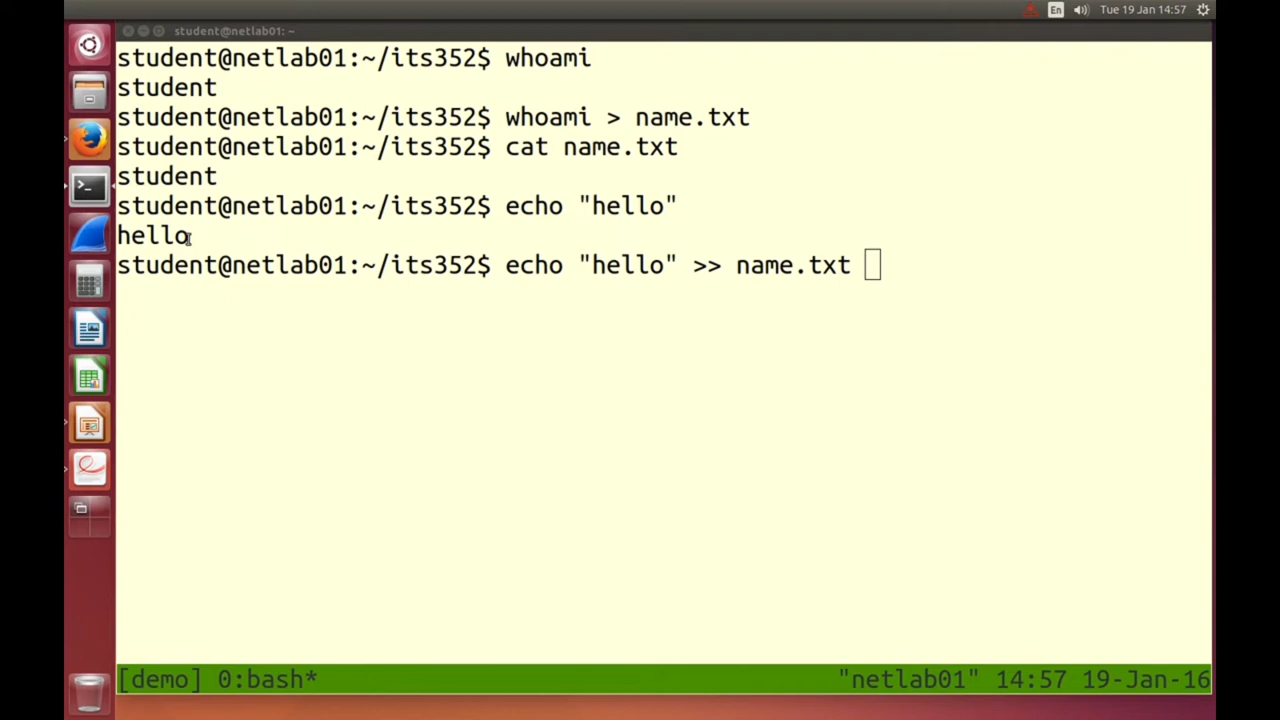 En Tue 19 Jan 14:57
student@netlab01: ~
student@netlab01:~/its352$ whoami
student
student@netlab01:~/its352$ whoami > name.txt
student@netlab01:~/its352$ cat name.txt
student
student@netlab01:~/its352$ echo "hello"
hello
student@netlab01:~/its352$ echo "hello" >> name.txt
[demo] 0:bash* "netlab01" 14:57 19-Jan-16